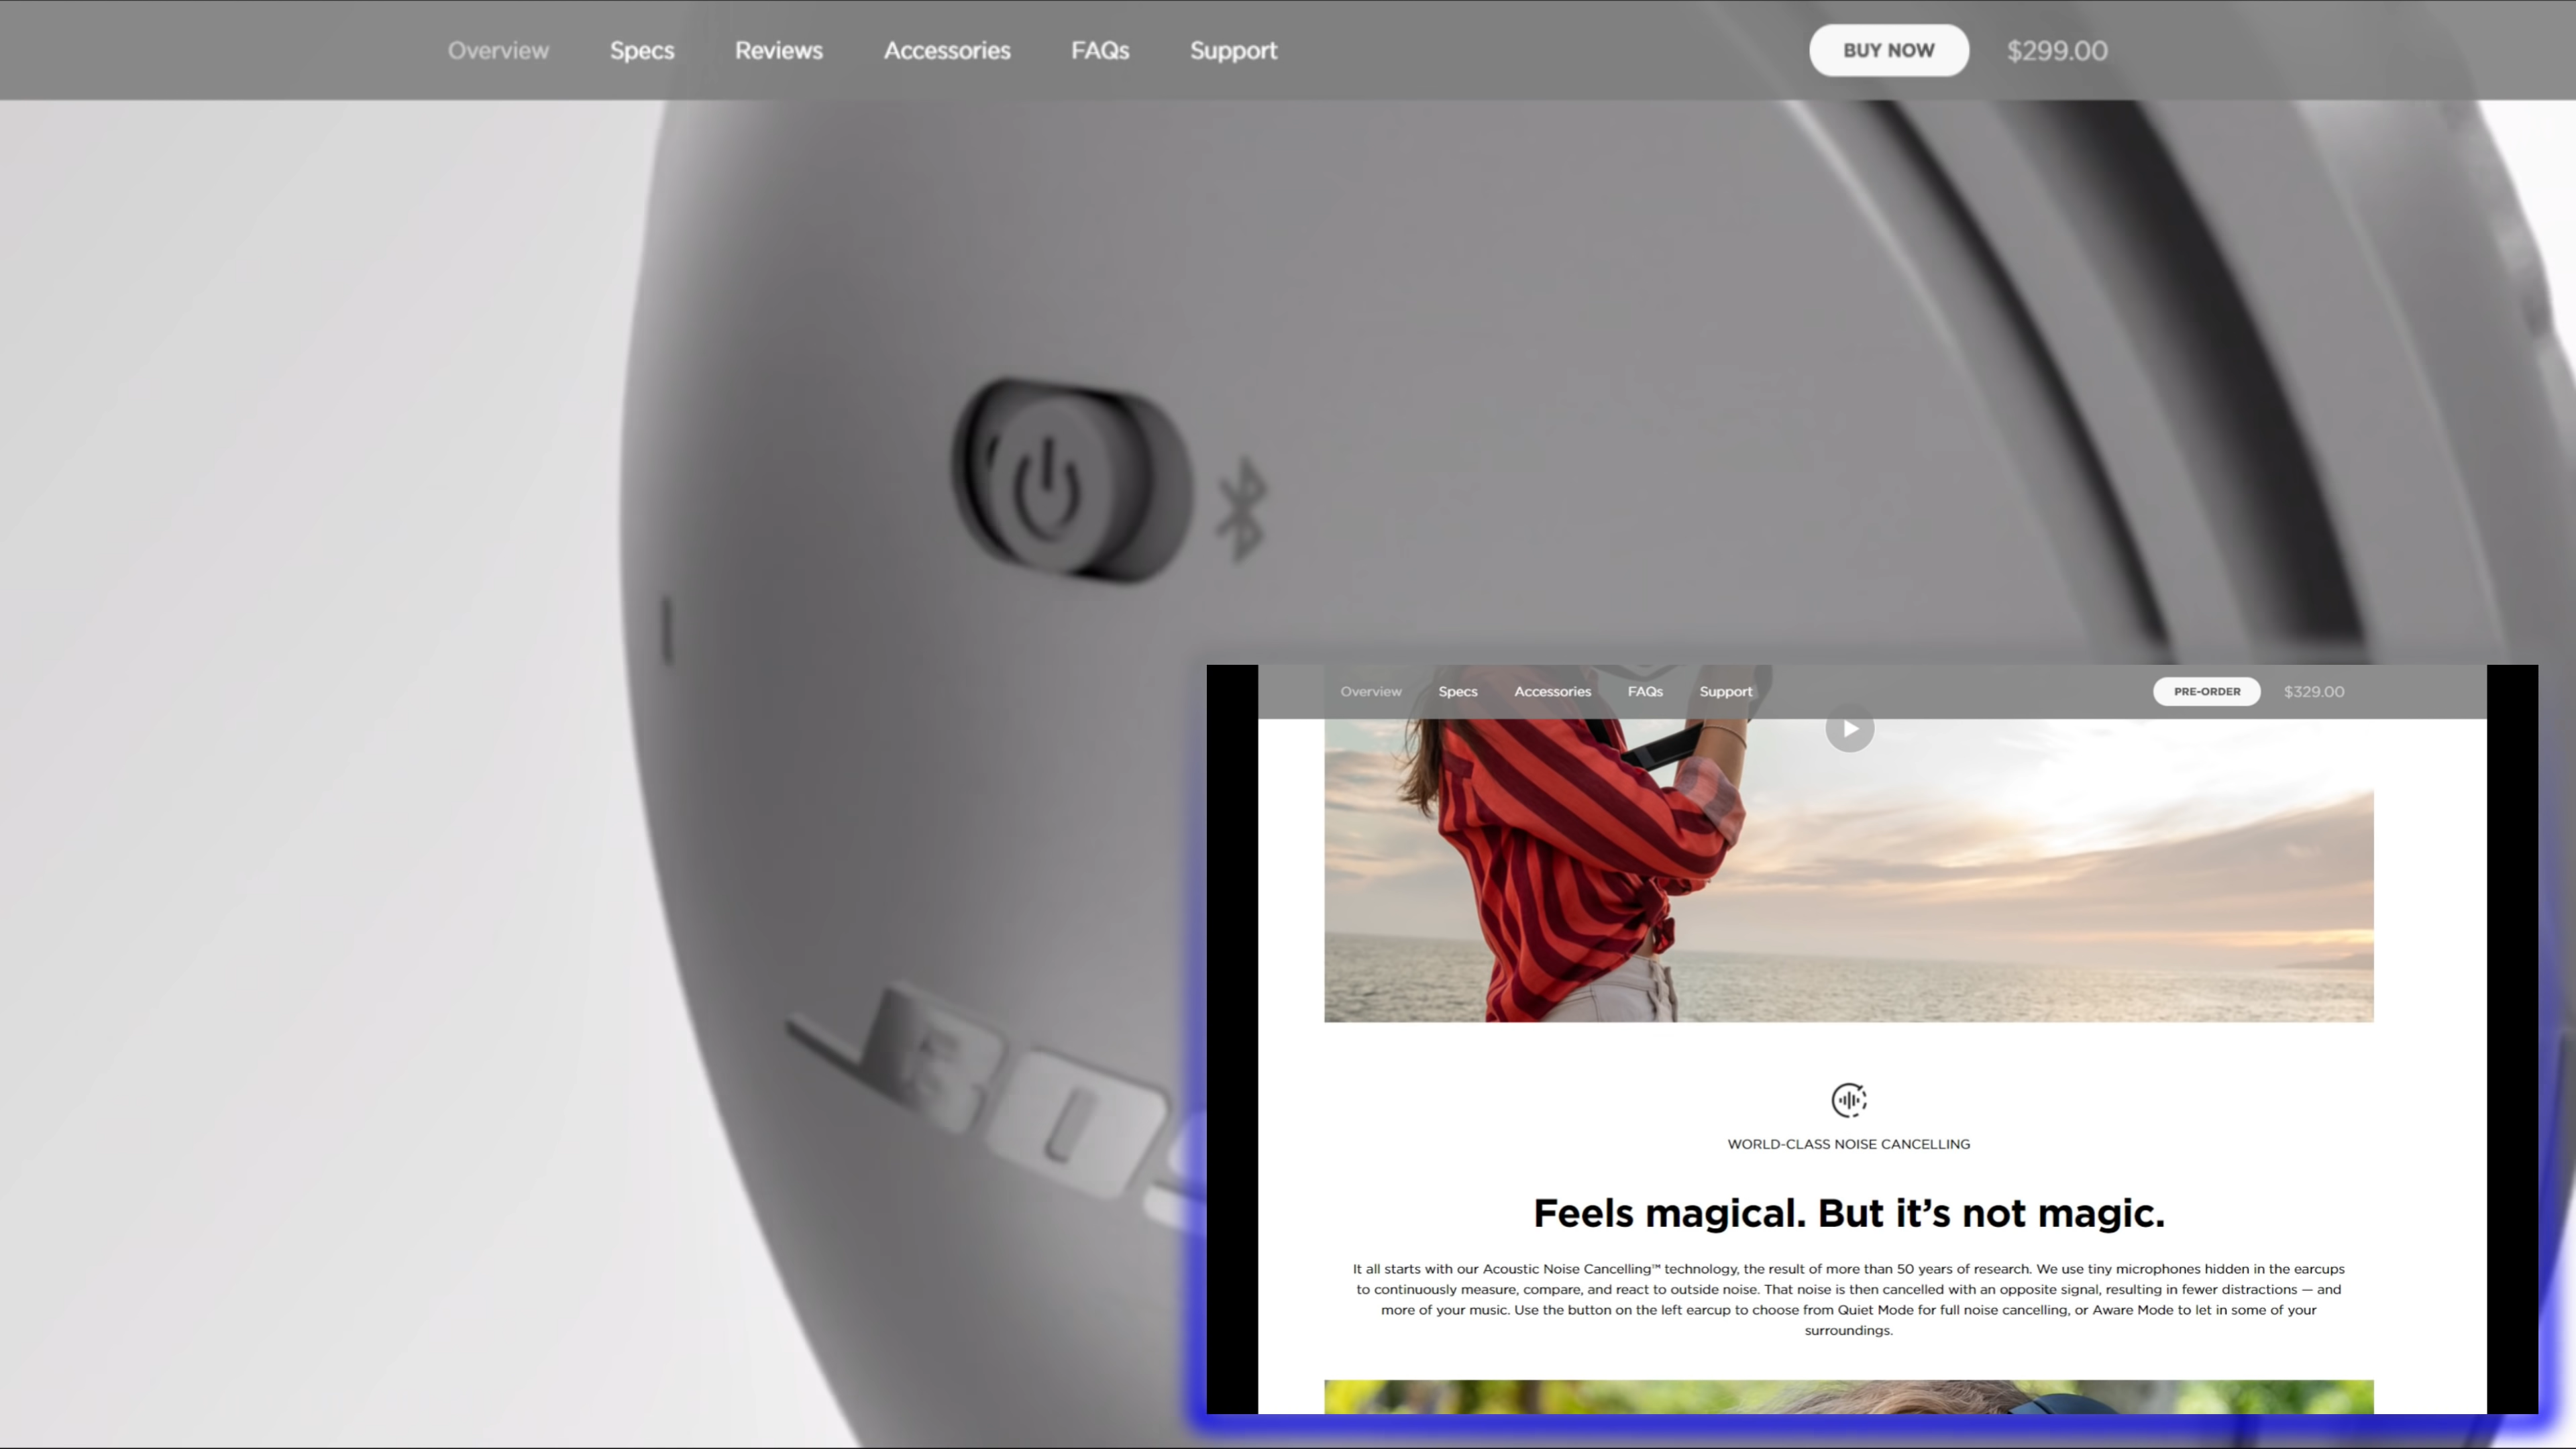 Overview Specs Reviews Accessories FAQs Support BUY NOW $299.00
BOS
Overview Specs Accessories FAQs Support PRE-ORDER $329.00
WORLD-CLASS NOISE CANCELLING
Feels magical. But it's not magic.
It all starts with our Acoustic Noise Cancelling™ technology, the result of more than 50 years of research. We use tiny microphones hidden in the earcups
to continuously measure, compare, and react to outside noise. That noise is then cancelled with an opposite signal, resulting in fewer distractions — and
more of your music. Use the button on the left earcup to choose from Quiet Mode for full noise cancelling, or Aware Mode to let in some of your
surroundings.